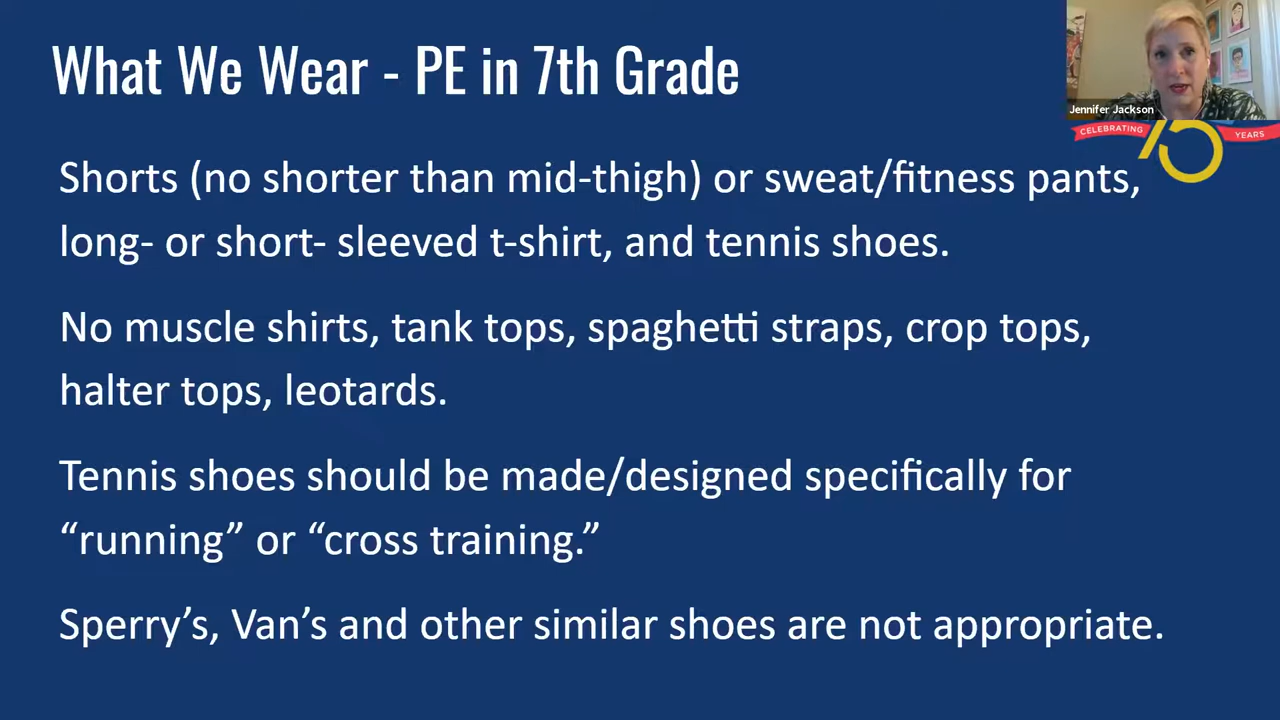 What We Wear - PE in 7th Grade
Jennifer Jackson
CELEBRATING 75 YEARS
Shorts (no shorter than mid-thigh) or sweat/fitness pants,
long- or short- sleeved t-shirt, and tennis shoes.
No muscle shirts, tank tops, spaghetti straps, crop tops,
halter tops, leotards.
Tennis shoes should be made/designed specifically for
“running” or “cross training.”
Sperry’s, Van’s and other similar shoes are not appropriate.